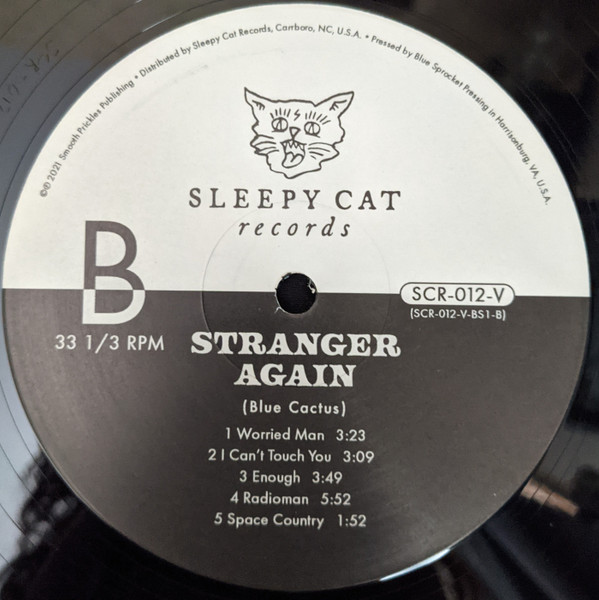 ℗© 2021 Smooth Prickles Publishing • Distributed by Sleepy Cat Records, Carrboro, NC, U.S.A. • Pressed by Blue Sprocket Pressing in Harrisonburg, VA, U.S.A.
SLEEPY CAT
records
B
33 1/3 RPM
SCR-012-V
(SCR-012-V-BS1-B)
STRANGER
AGAIN
(Blue Cactus)
1 Worried Man 3:23
2 I Can't Touch You 3:09
3 Enough 3:49
4 Radioman 5:52
5 Space Country 1:52